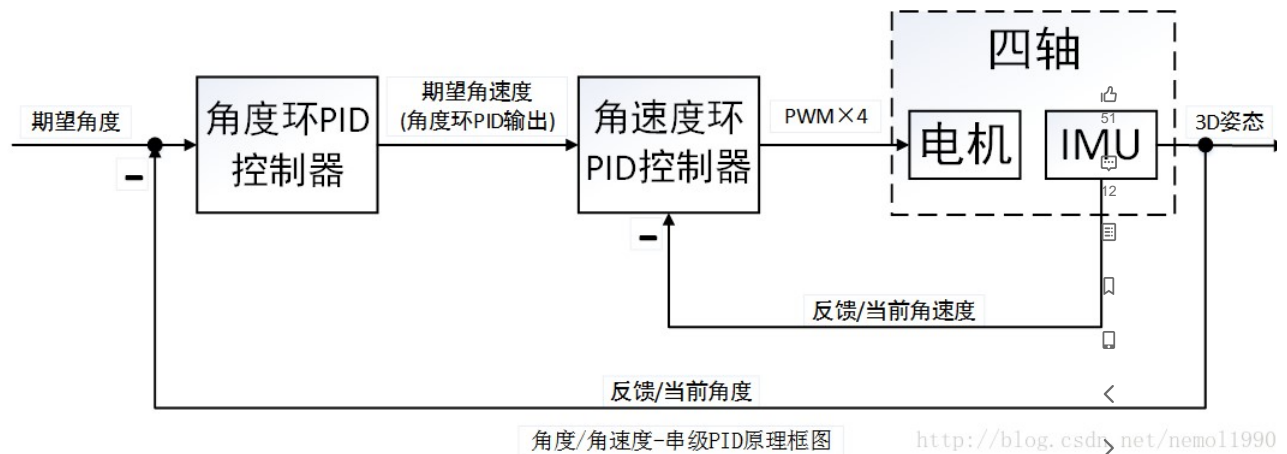 四轴
期望角度
角度环PID
控制器
期望角速度
(角度环PID输出)
角速度环
PID控制器
PWM×4
电机
IMU
51
12
3D姿态
反馈/当前角速度
反馈/当前角度
角度/角速度-串级PID原理框图
http://blog.csdn.net/nemol1990